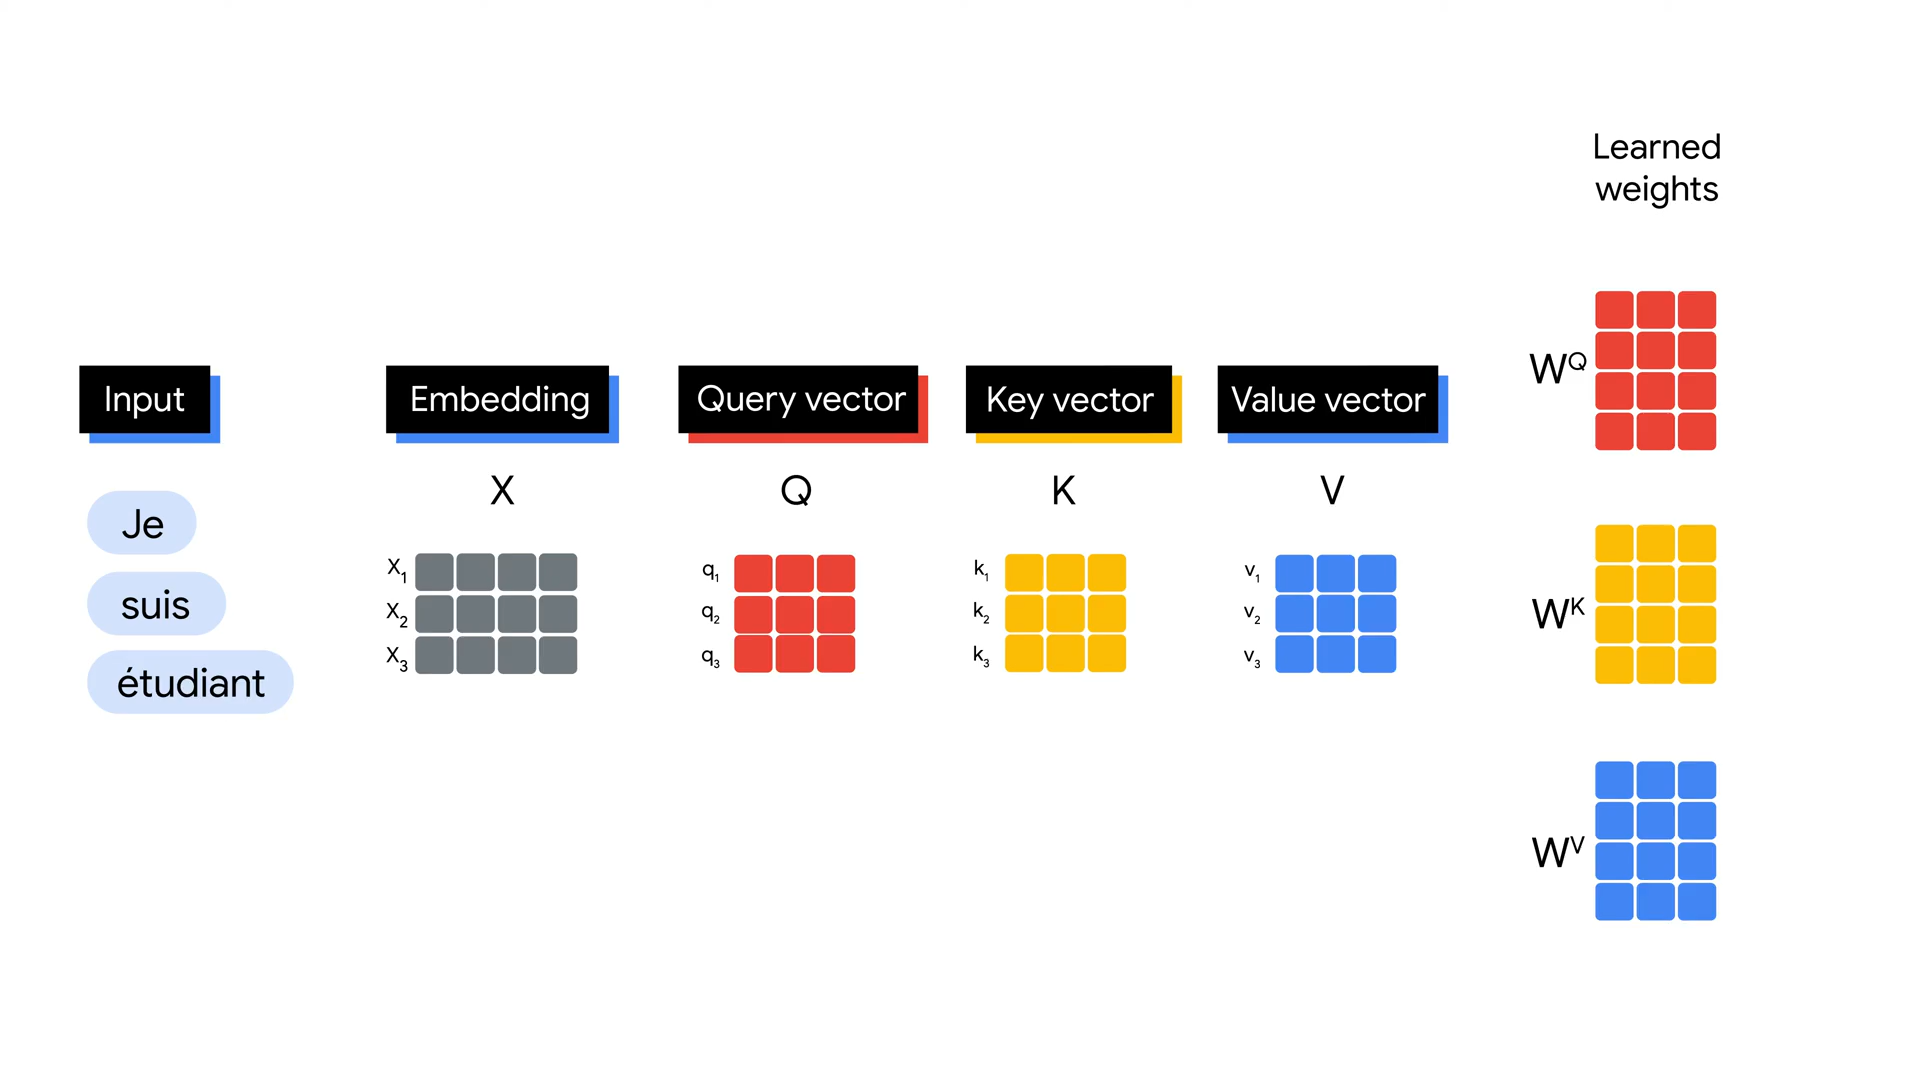 Learned
weights
Input
Embedding
Query vector
Key vector
Value vector
X
Q
K
V
Je
suis
étudiant
X₁
X₂
X₃
q₁
q₂
q₃
k₁
k₂
k₃
v₁
v₂
v₃
W^Q
W^K
W^V